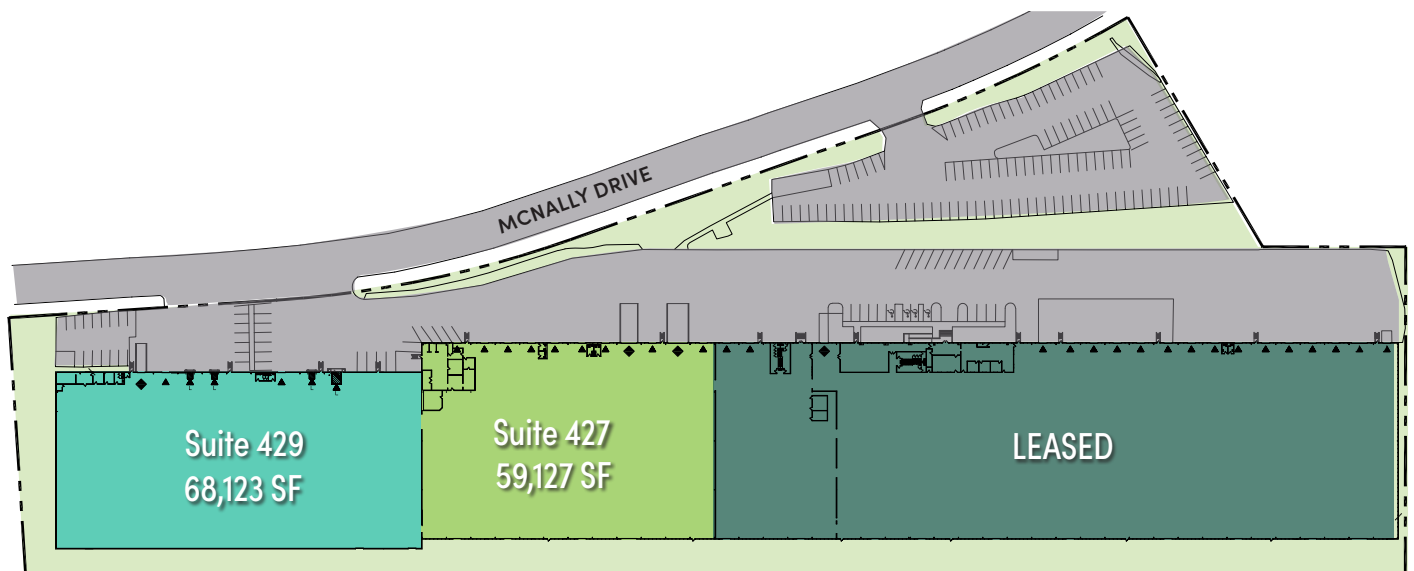 MCNALLY DRIVE
Suite 429
68,123 SF
Suite 427
59,127 SF
LEASED